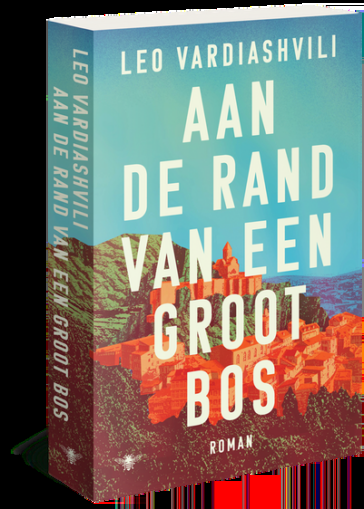 LEO VARDIASHVILI
AAN
DE RAND
VAN EEN
GROOT
BOS
ROMAN
LEO VARDIASHVILI
AAN DE RAND VAN EEN GROOT BOS